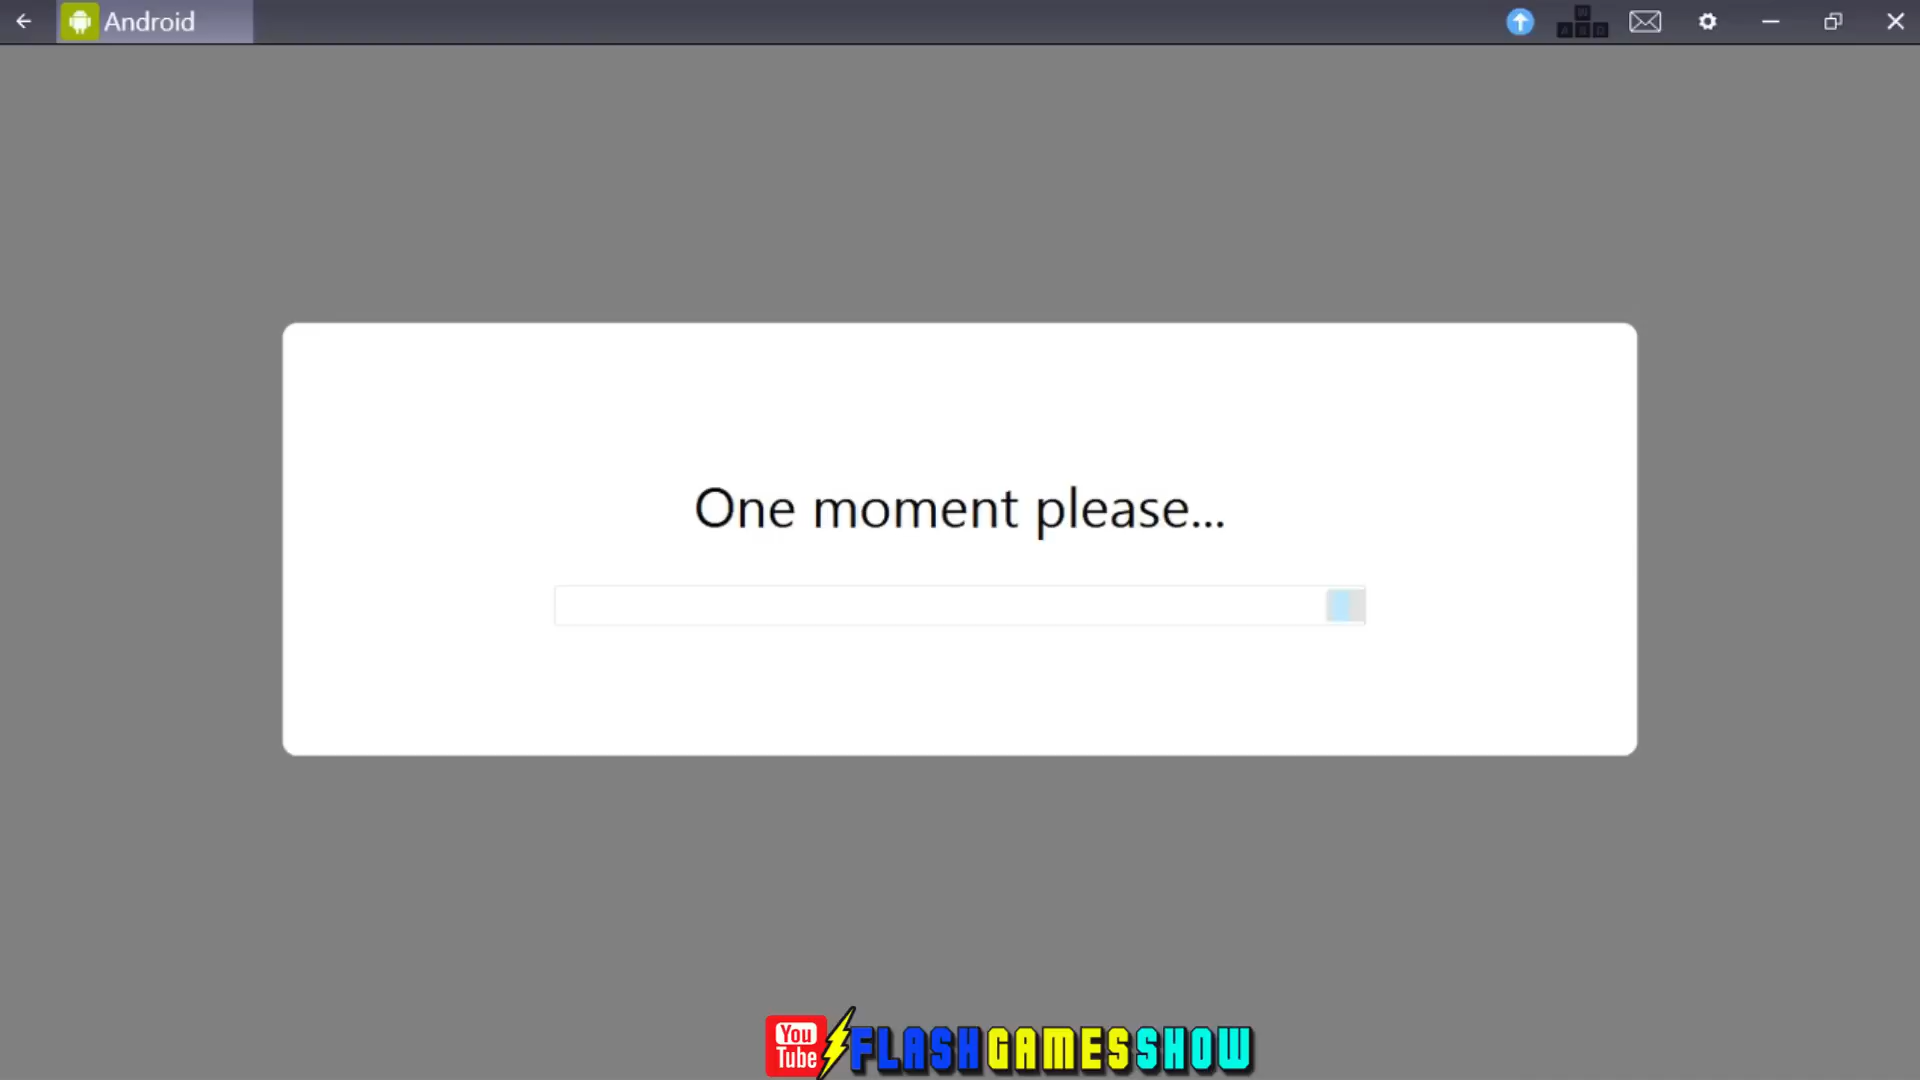 Android
One moment please...
You
Tube
FLASHGAMESSHOW